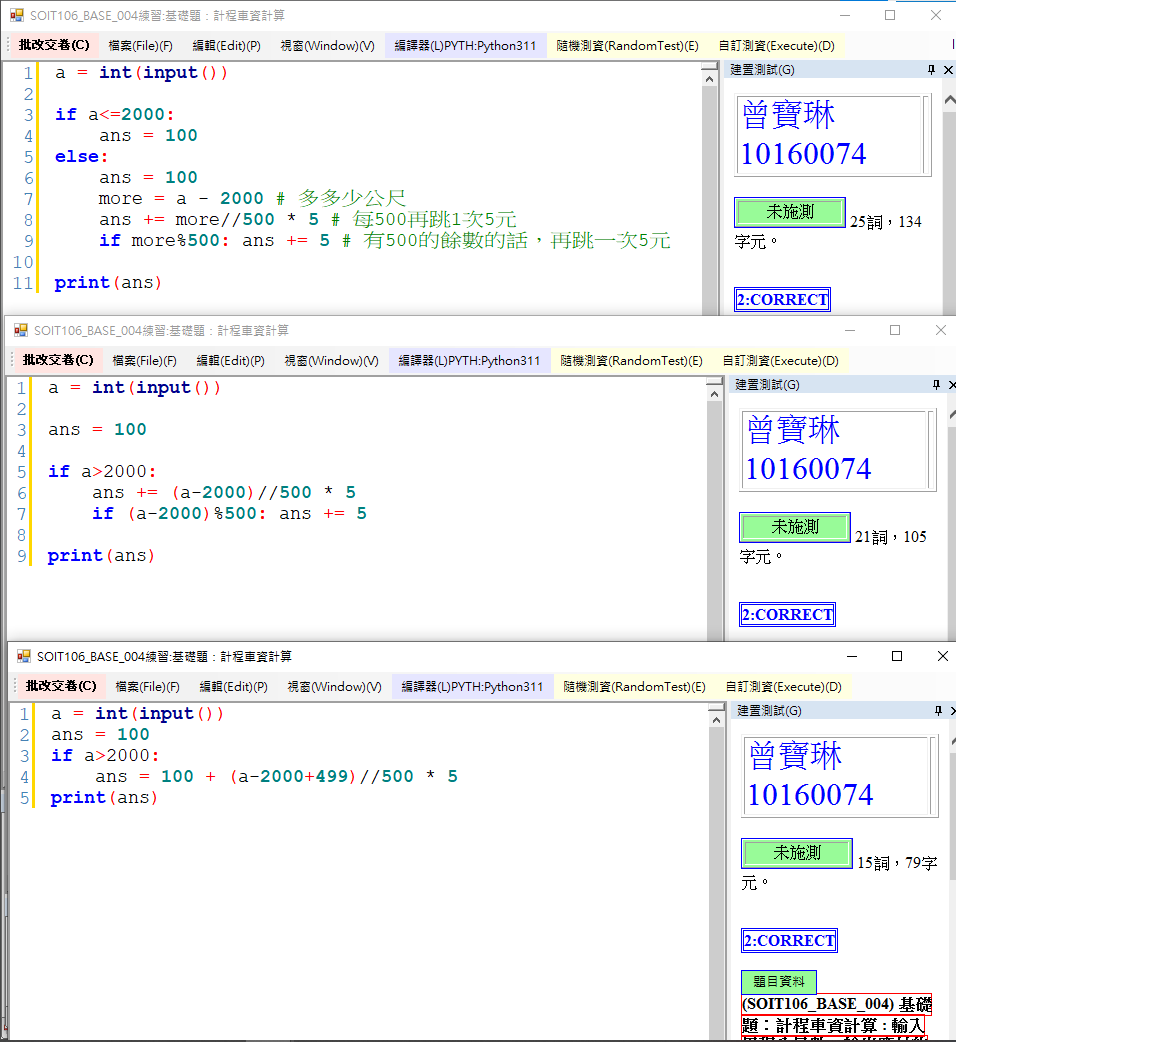 SOIT106_BASE_004練習:基礎題：計程車資計算
批改交卷(C) 檔案(File)(F) 編輯(Edit)(P) 視窗(Window)(V) 編譯器(L)PYTH:Python311 隨機測資(RandomTest)(E) 自訂測資(Execute)(D)
建置測試(G)
1 a = int(input())
2
3 if a<=2000:
4     ans = 100
5 else:
6     ans = 100
7     more = a - 2000 # 多多少公尺
8     ans += more//500 * 5 # 每500再跳1次5元
9     if more%500: ans += 5 # 有500的餘數的話，再跳一次5元
10
11 print(ans)
曾寶琳
10160074
未施測 25詞，134
字元。
2:CORRECT
SOIT106_BASE_004練習:基礎題：計程車資計算
批改交卷(C) 檔案(File)(F) 編輯(Edit)(P) 視窗(Window)(V) 編譯器(L)PYTH:Python311 隨機測資(RandomTest)(E) 自訂測資(Execute)(D)
建置測試(G)
1 a = int(input())
2
3 ans = 100
4
5 if a>2000:
6     ans += (a-2000)//500 * 5
7     if (a-2000)%500: ans += 5
8
9 print(ans)
曾寶琳
10160074
未施測 21詞，105
字元。
2:CORRECT
SOIT106_BASE_004練習:基礎題：計程車資計算
批改交卷(C) 檔案(File)(F) 編輯(Edit)(P) 視窗(Window)(V) 編譯器(L)PYTH:Python311 隨機測資(RandomTest)(E) 自訂測資(Execute)(D)
建置測試(G)
1 a = int(input())
2 ans = 100
3 if a>2000:
4     ans = 100 + (a-2000+499)//500 * 5
5 print(ans)
曾寶琳
10160074
未施測 15詞，79字
元。
2:CORRECT
題目資料
(SOIT106_BASE_004) 基礎
題：計程車資計算：輸入